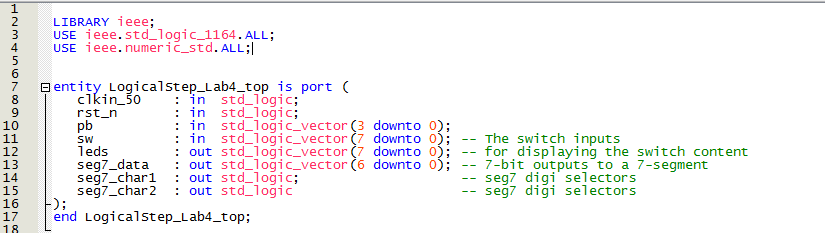 1
2 LIBRARY ieee;
3 USE ieee.std_logic_1164.ALL;
4 USE ieee.numeric_std.ALL;
5
6
7 entity LogicalStep_Lab4_top is port (
8 clkin_50 : in std_logic;
9 rst_n : in std_logic;
10 pb : in std_logic_vector(3 downto 0);
11 sw : in std_logic_vector(7 downto 0); -- The switch inputs
12 leds : out std_logic_vector(7 downto 0); -- for displaying the switch content
13 seg7_data : out std_logic_vector(6 downto 0); -- 7-bit outputs to a 7-segment
14 seg7_char1 : out std_logic; -- seg7 digi selectors
15 seg7_char2 : out std_logic -- seg7 digi selectors
16 );
17 end LogicalStep_Lab4_top;
18